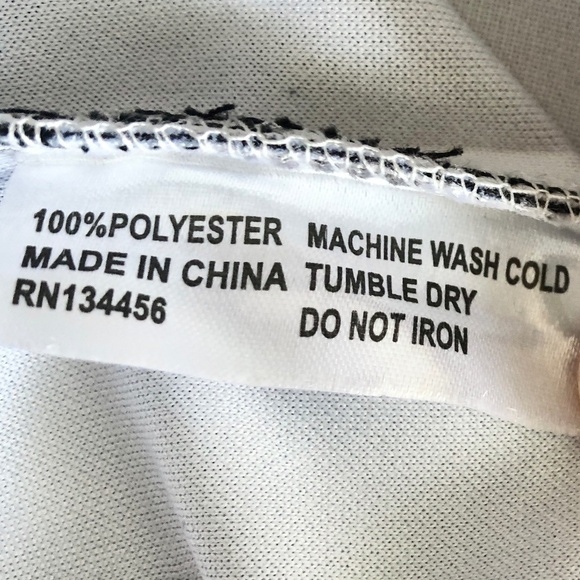 100%POLYESTER
MADE IN CHINA
RN134456
MACHINE WASH COLD
TUMBLE DRY
DO NOT IRON